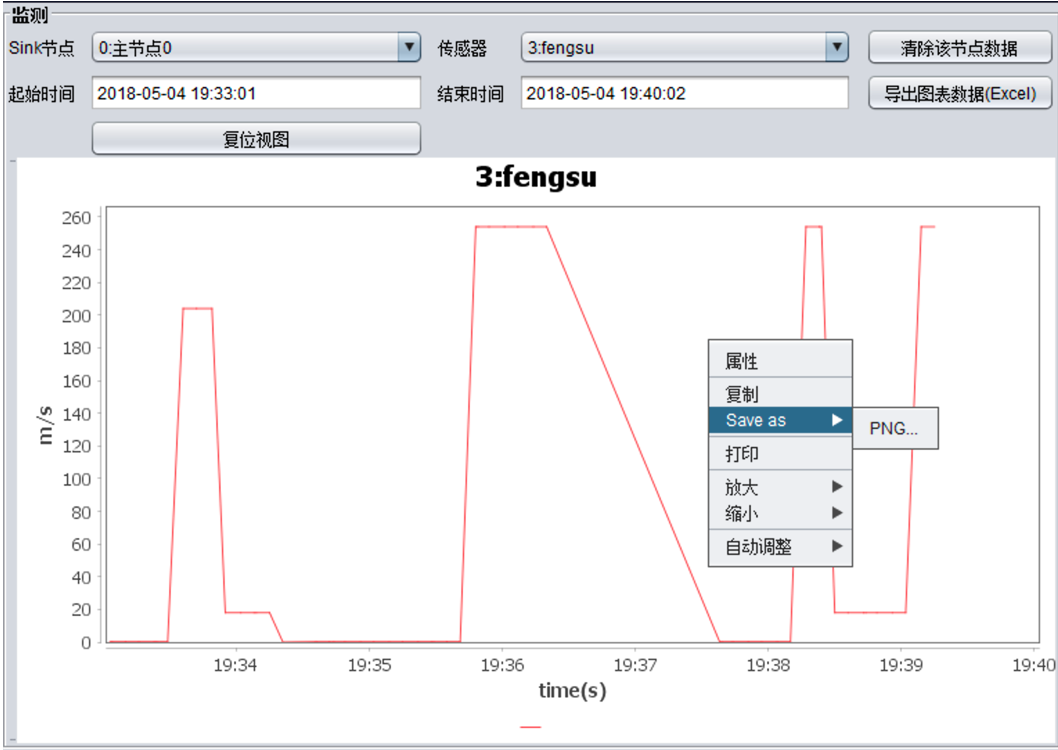 监测
Sink节点 0:主节点0 传感器 3:fengsu 清除该节点数据
起始时间 2018-05-04 19:33:01 结束时间 2018-05-04 19:40:02 导出图表数据(Excel)
复位视图
3:fengsu
260
240
220
200
180
160
140
120
100
80
60
40
20
0
m/s
属性
复制
Save as
PNG...
打印
放大
缩小
自动调整
19:34 19:35 19:36 19:37 19:38 19:39 19:40
time(s)